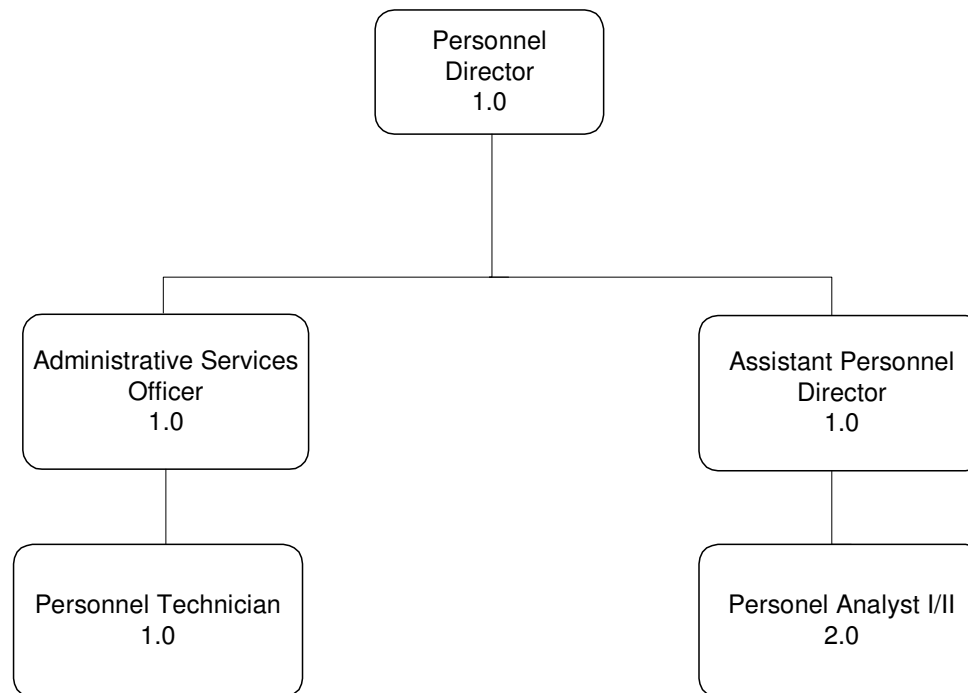 Personnel
Director
1.0
Administrative Services
Officer
1.0
Assistant Personnel
Director
1.0
Personnel Technician
1.0
Personel Analyst I/II
2.0